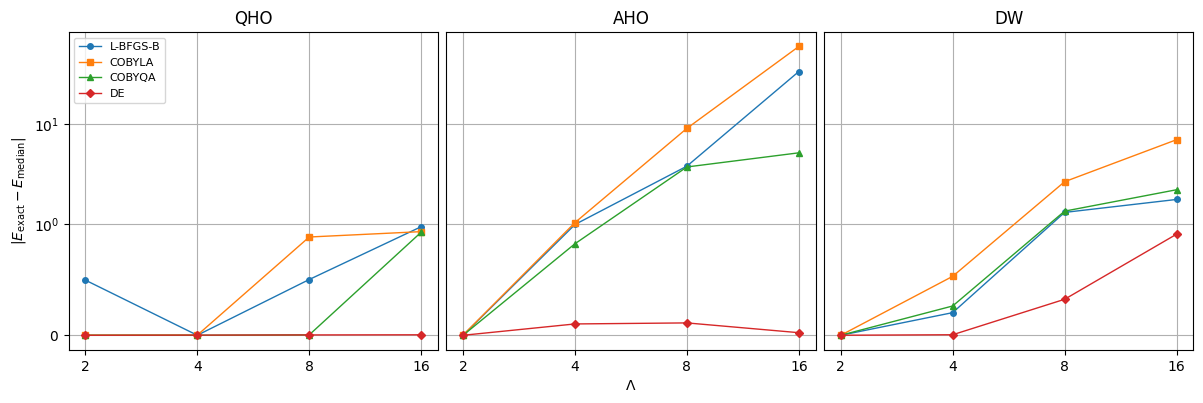 QHO
AHO
DW
L-BFGS-B
COBYLA
COBYQA
DE
|E_exact − E_median|
10¹
10⁰
0
2 4 8 16
2 4 8 16
2 4 8 16
Λ